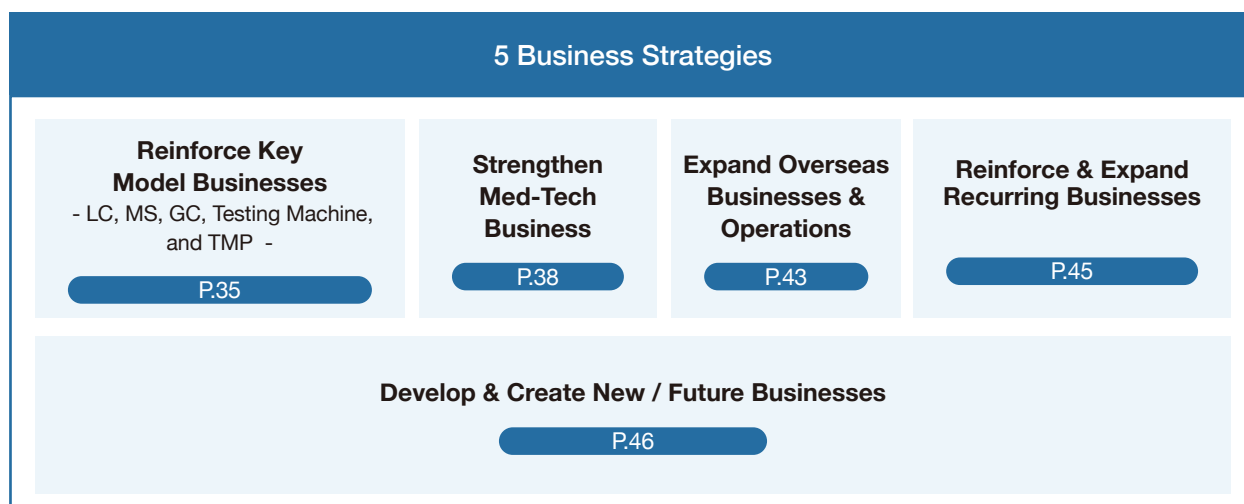 5 Business Strategies
Reinforce Key
Model Businesses
- LC, MS, GC, Testing Machine,
and TMP -
P.35
Strengthen
Med-Tech
Business
P.38
Expand Overseas
Businesses &
Operations
P.43
Reinforce & Expand
Recurring Businesses
P.45
Develop & Create New / Future Businesses
P.46